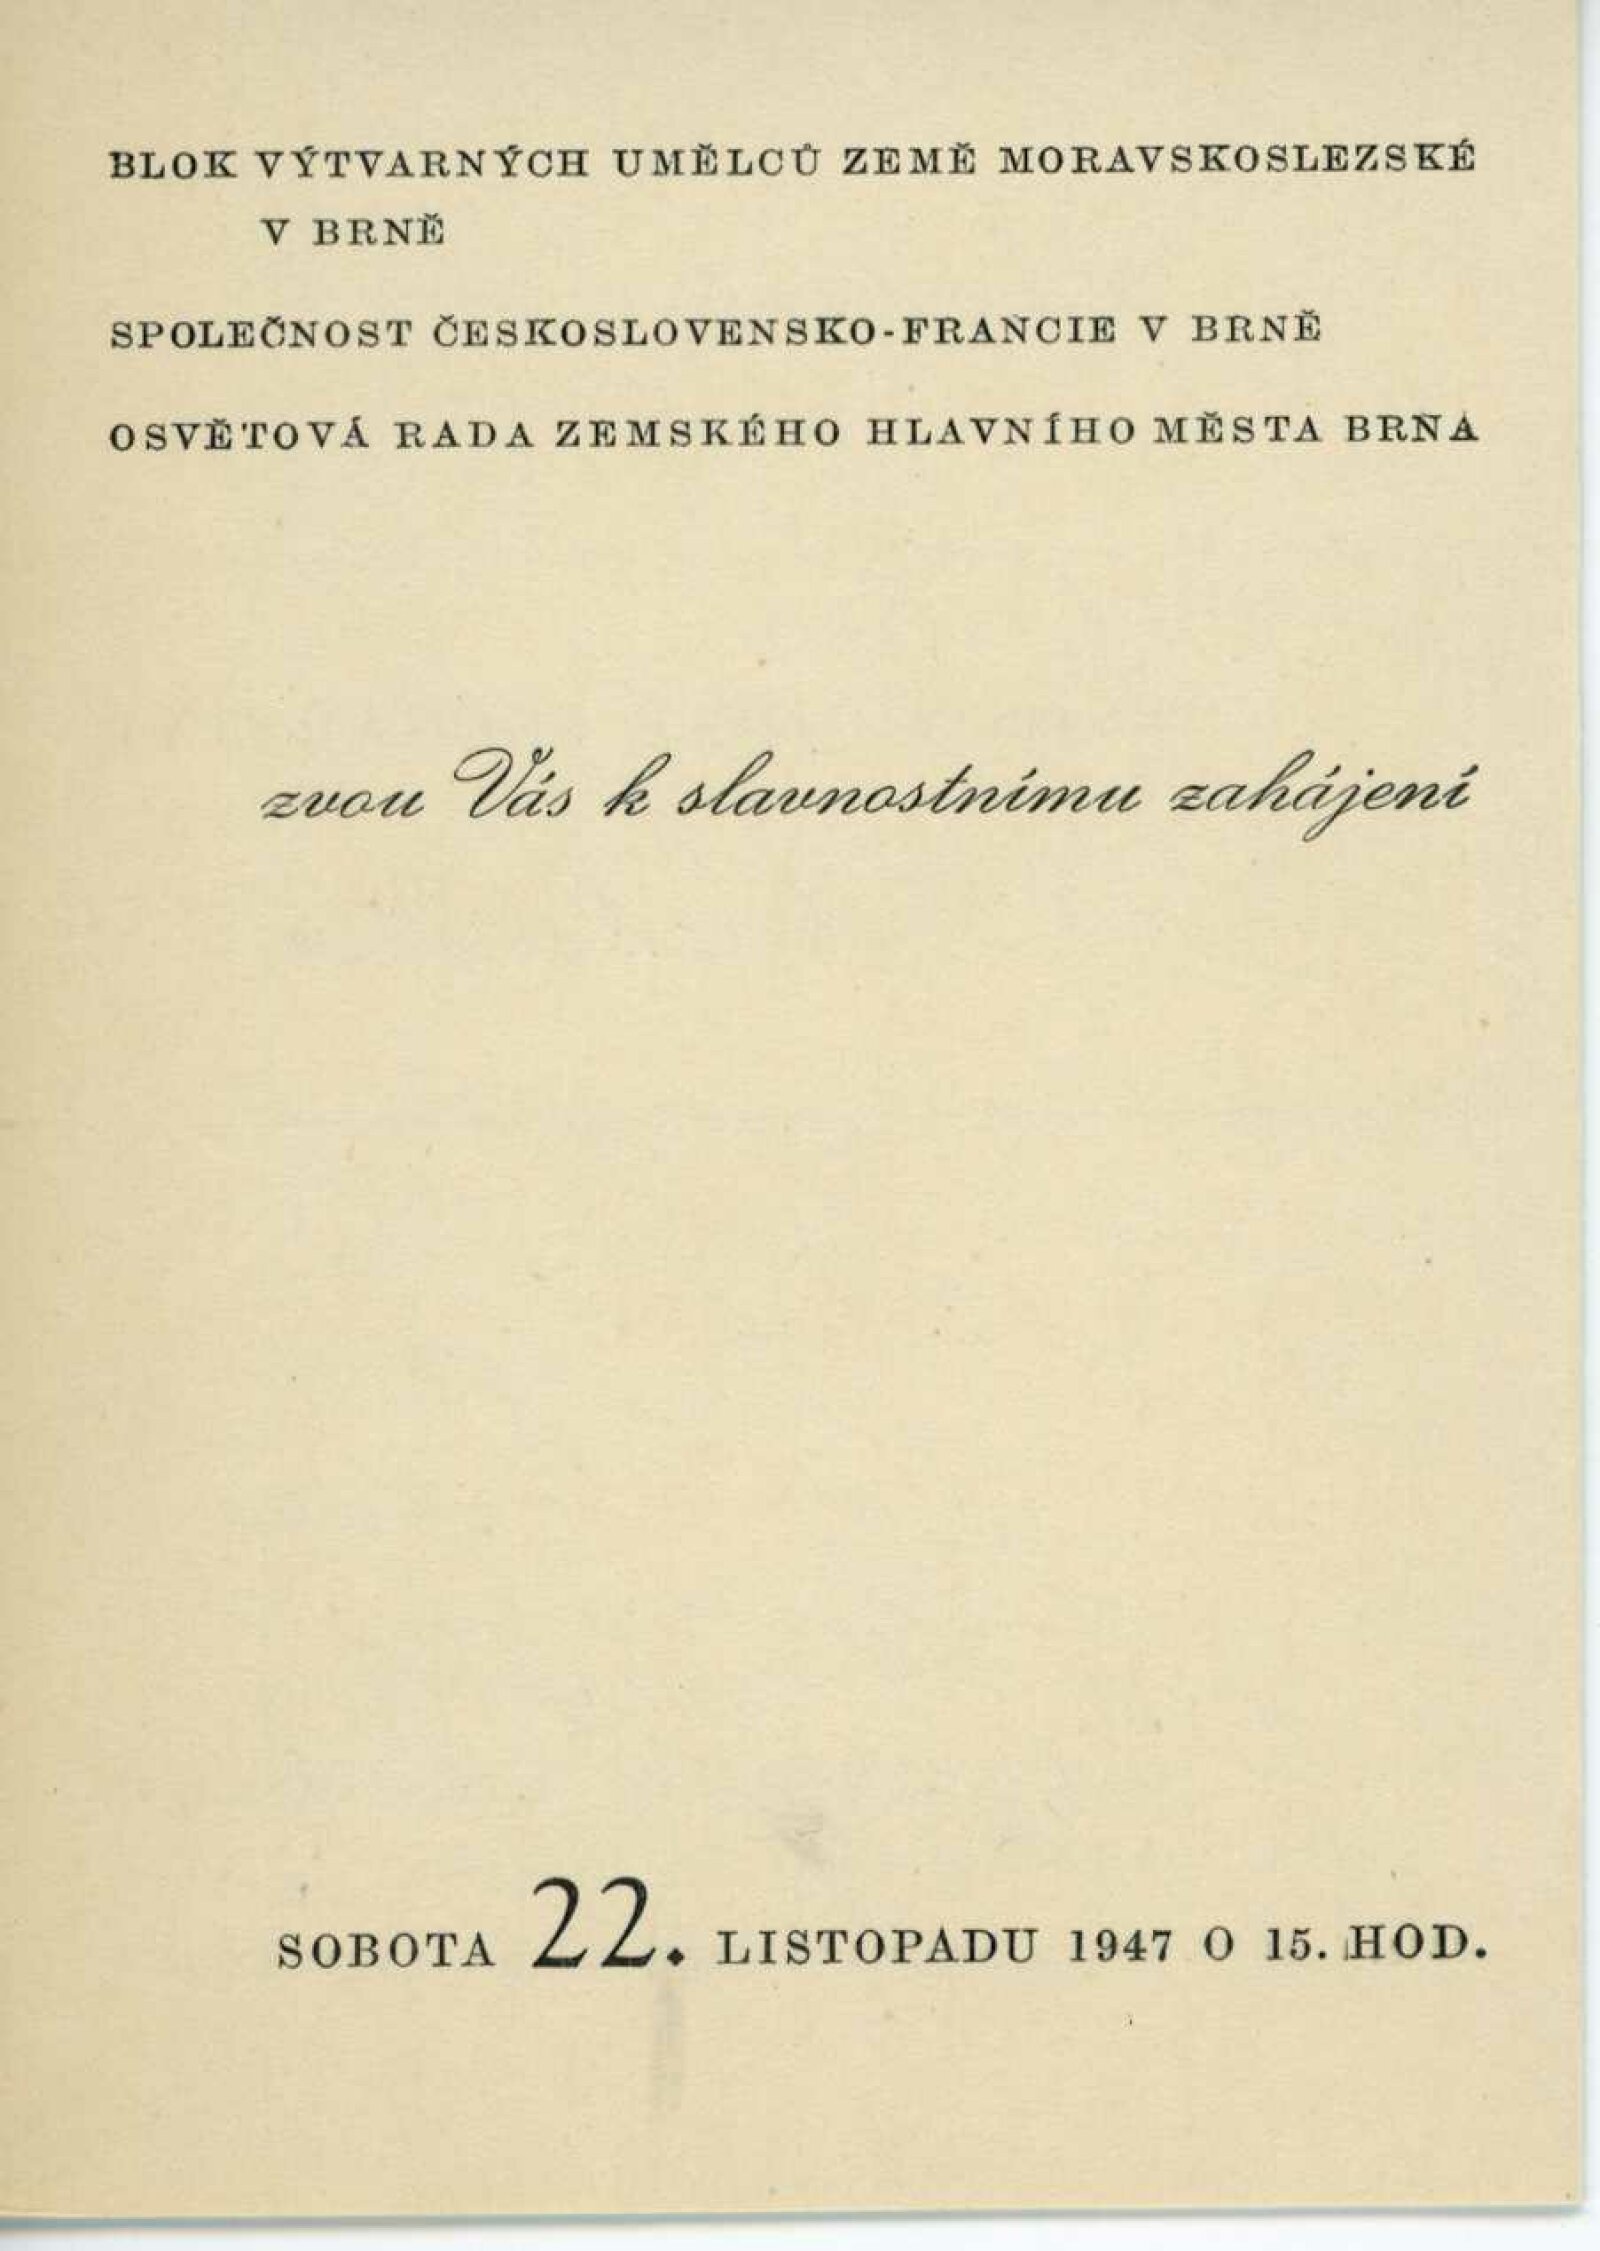 BLOK VÝTVARNÝCH UMĚLCŮ ZEMĚ MORAVSKOSLEZSKÉ
V BRNĚ
SPOLEČNOST ČESKOSLOVENSKO-FRANCIE V BRNĚ
OSVĚTOVÁ RADA ZEMSKÉHO HLAVNÍHO MĚSTA BRNA
zvou Vás k slavnostnímu zahájení
SOBOTA 22. LISTOPADU 1947 O 15. HOD.